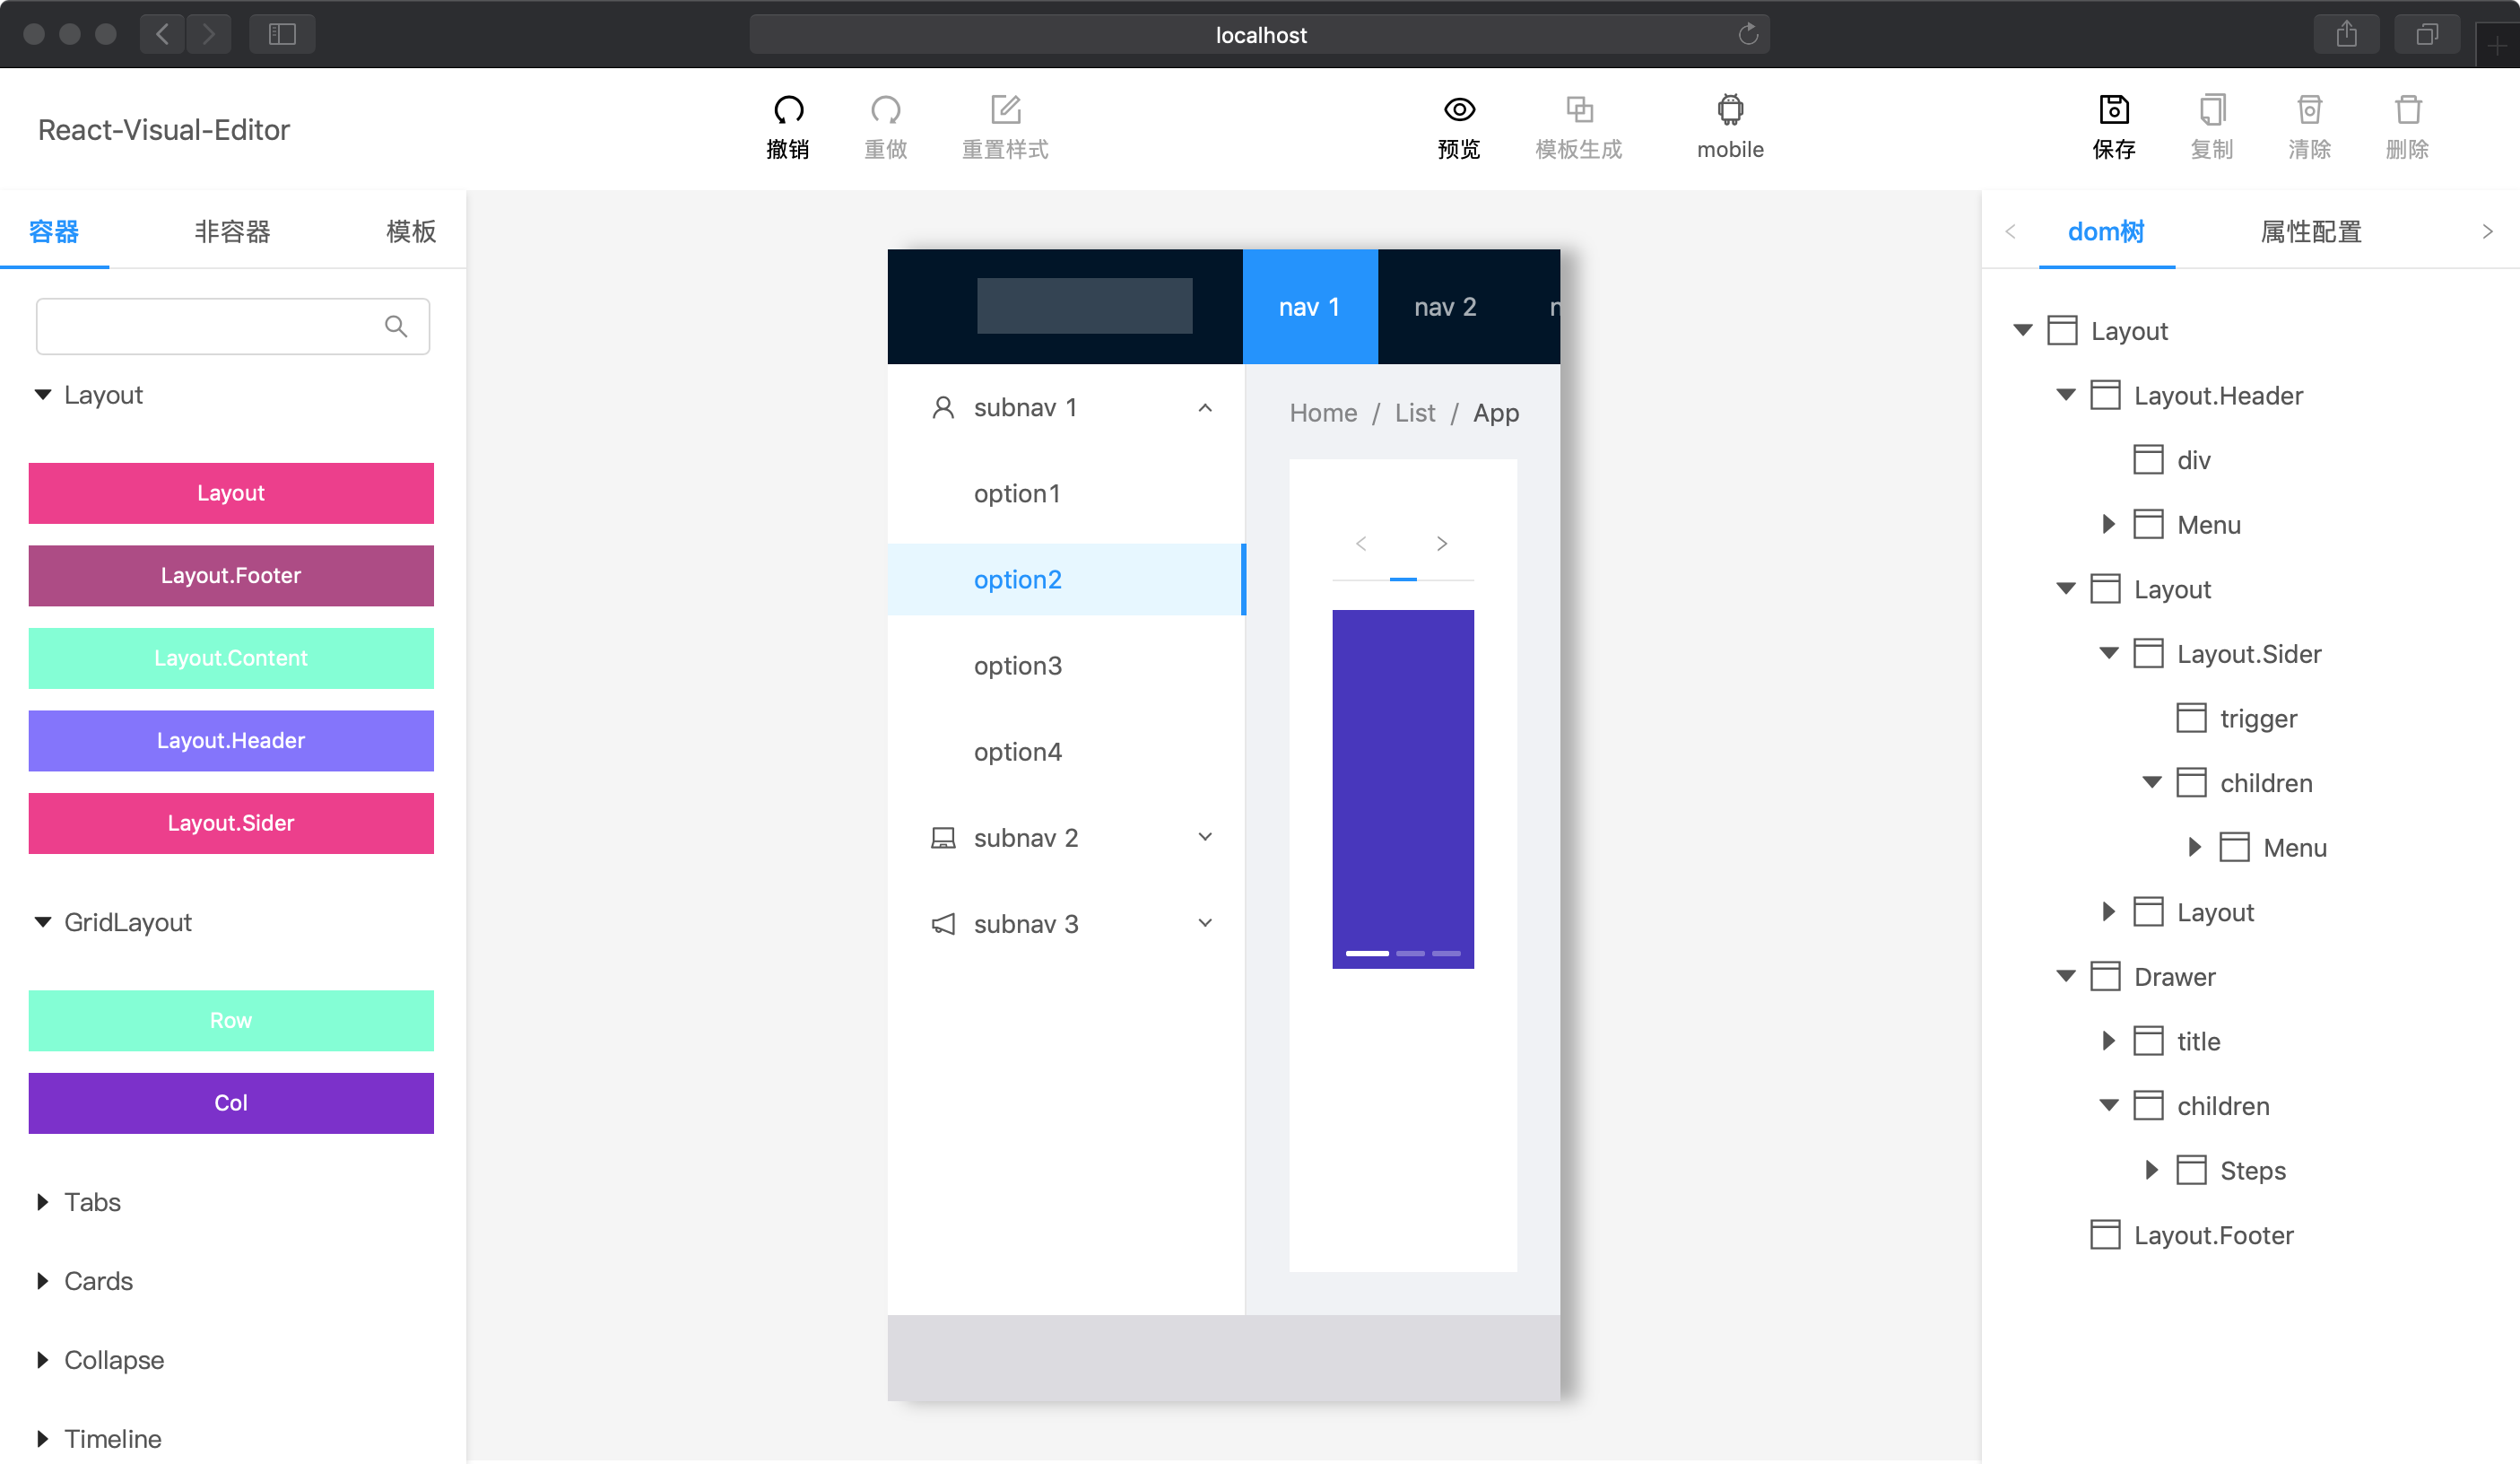 localhost
React-Visual-Editor
撤销 重做 重置样式 预览 模板生成 mobile 保存 复制 清除 删除
容器 非容器 模板
Layout
Layout
Layout.Footer
Layout.Content
Layout.Header
Layout.Sider
GridLayout
Row
Col
Tabs
Cards
Collapse
Timeline
nav 1 nav 2
subnav 1
option1
option2
option3
option4
subnav 2
subnav 3
Home / List / App
dom树 属性配置
Layout
Layout.Header
div
Menu
Layout
Layout.Sider
trigger
children
Menu
Layout
Drawer
title
children
Steps
Layout.Footer